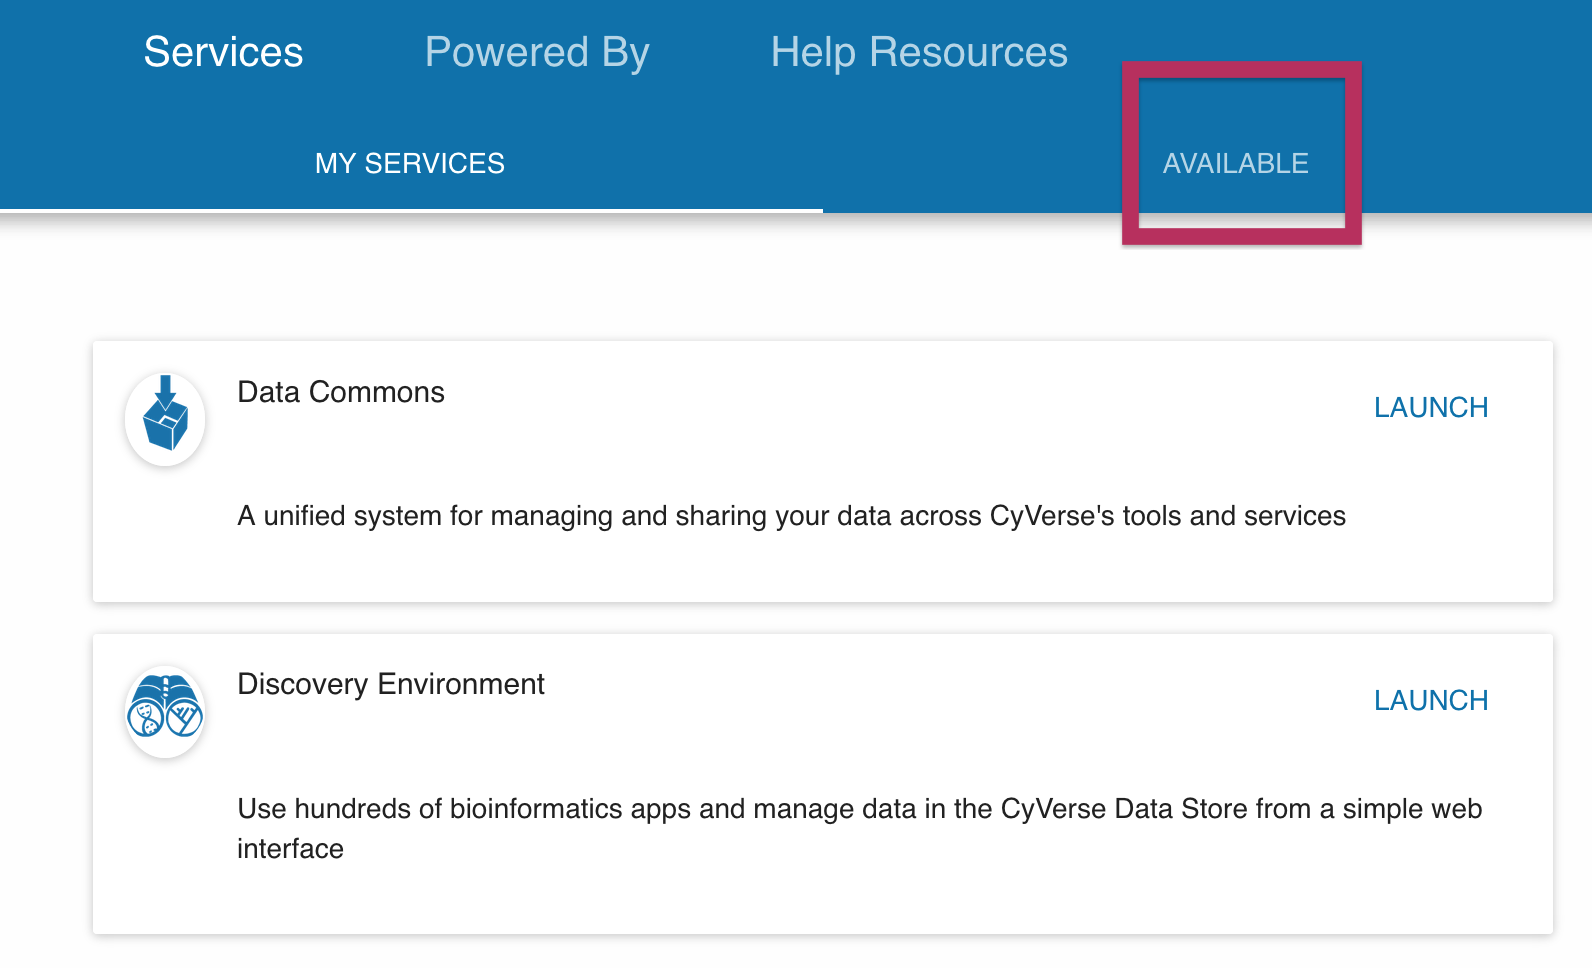 Services Powered By Help Resources
MY SERVICES AVAILABLE
Data Commons
LAUNCH
A unified system for managing and sharing your data across CyVerse's tools and services
Discovery Environment
LAUNCH
Use hundreds of bioinformatics apps and manage data in the CyVerse Data Store from a simple web
interface